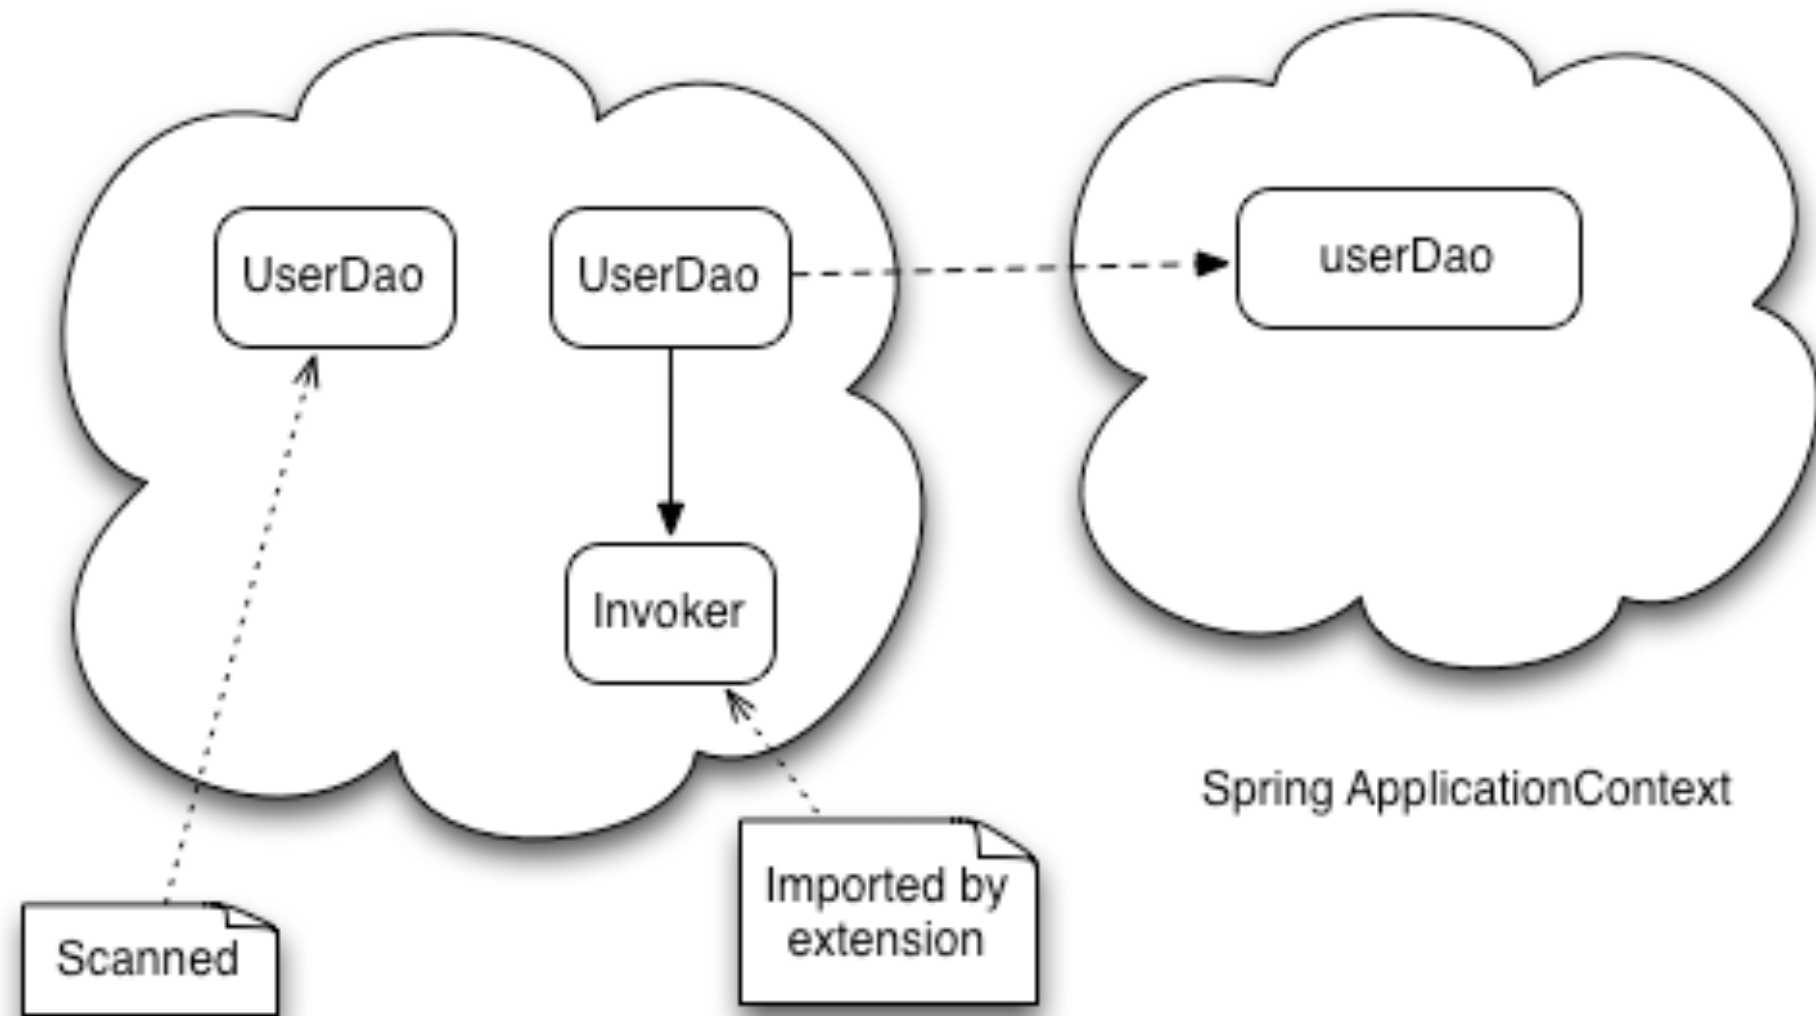 UserDao
UserDao
userDao
Invoker
Spring ApplicationContext
Imported by
extension
Scanned